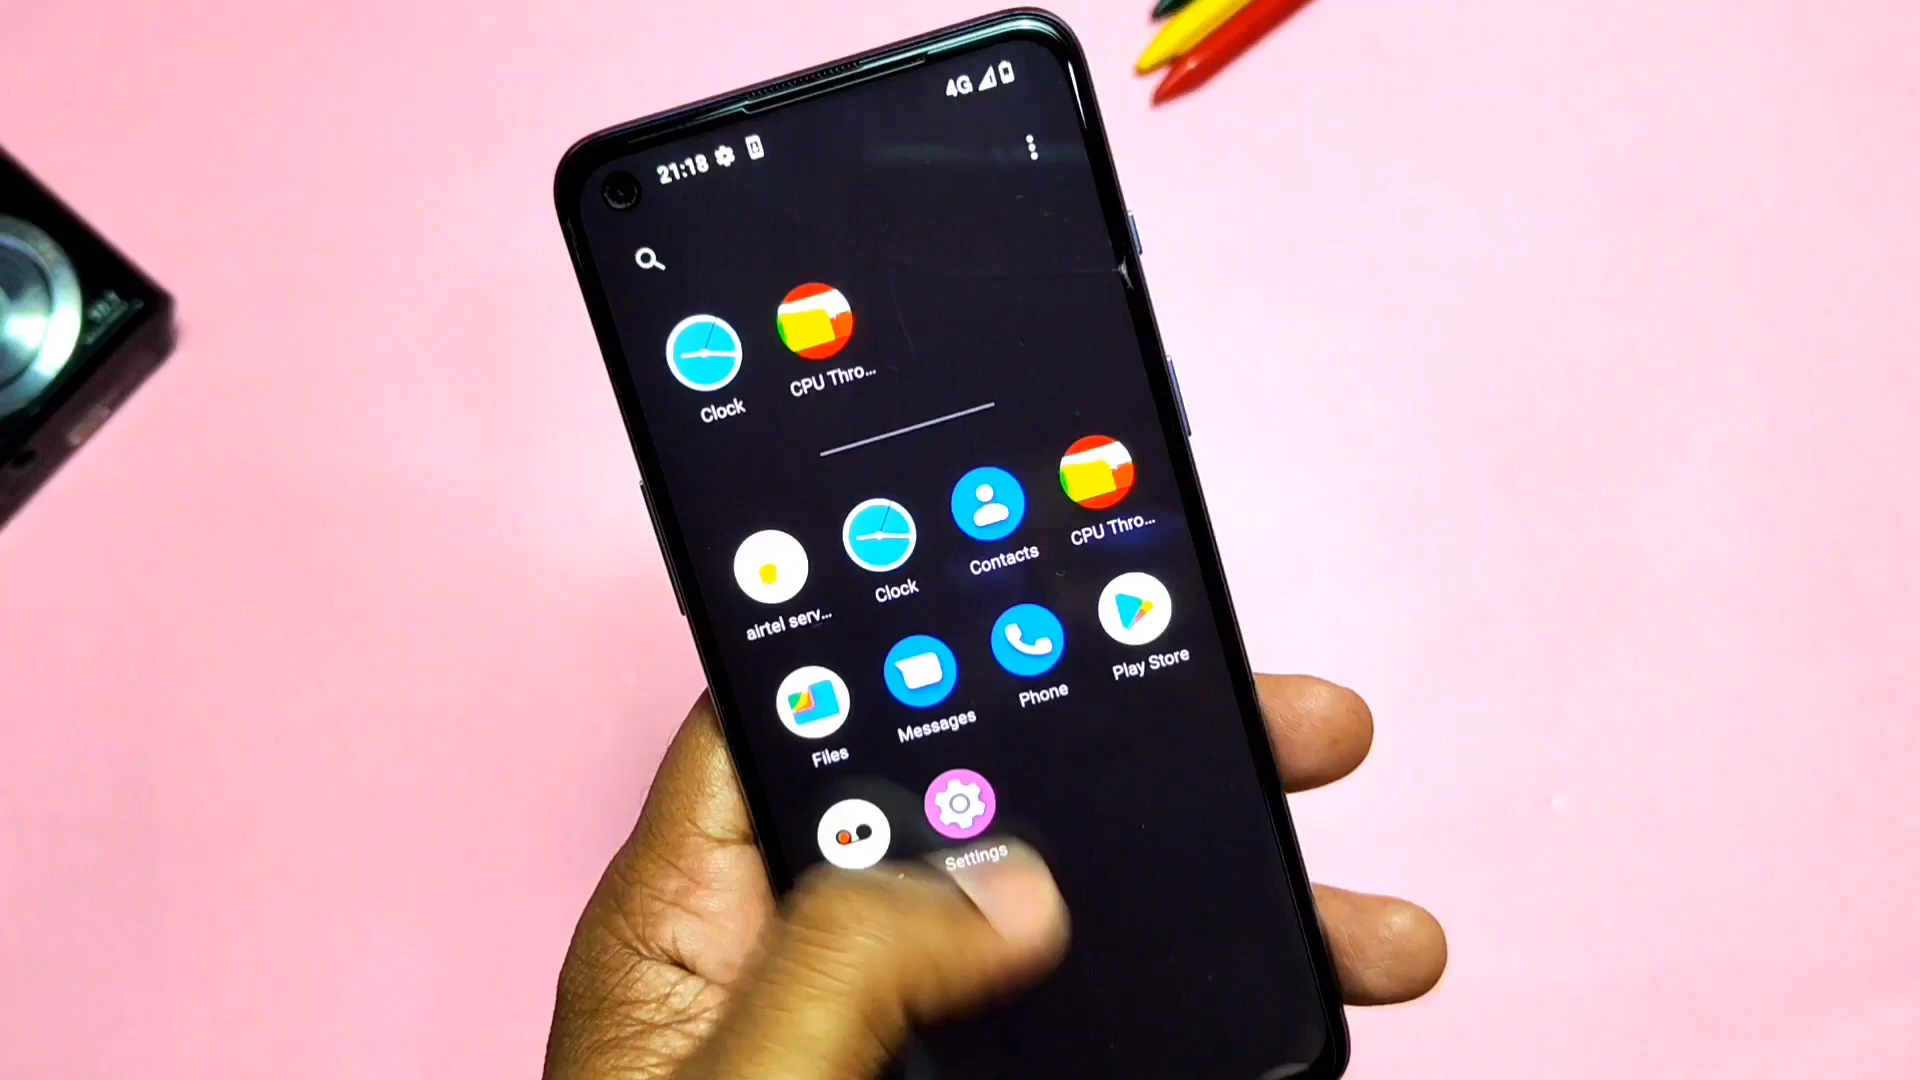 4G
21:18
Clock
CPU Thro...
airtel serv...
Clock
Contacts
CPU Thro...
Files
Messages
Phone
Play Store
Settings